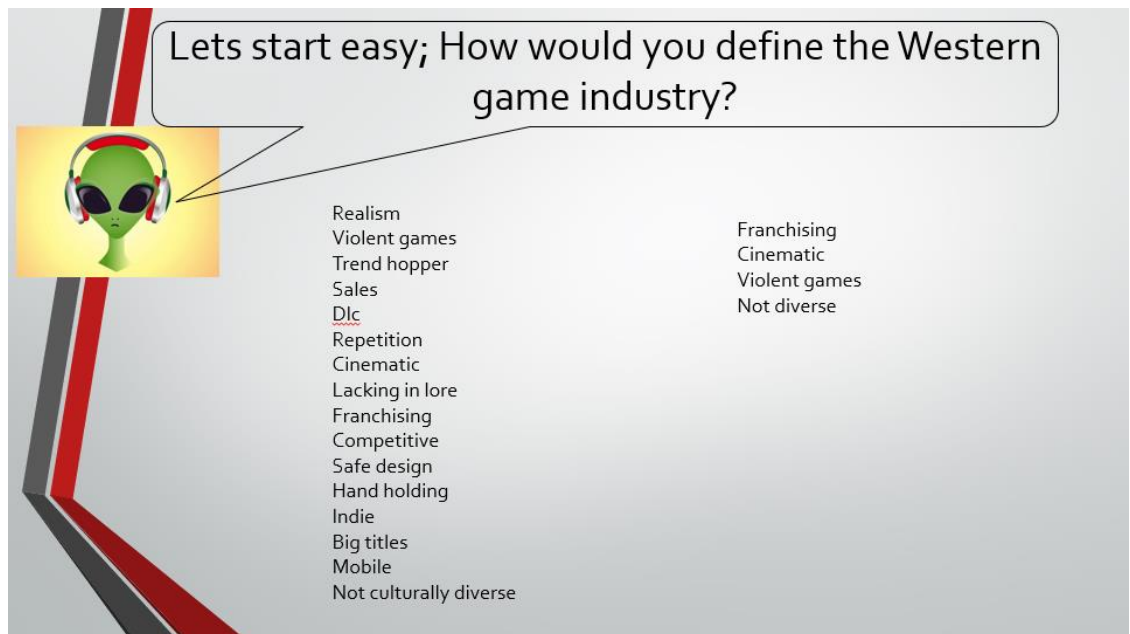 Lets start easy; How would you define the Western
game industry?
Realism
Violent games
Trend hopper
Sales
Dlc
Repetition
Cinematic
Lacking in lore
Franchising
Competitive
Safe design
Hand holding
Indie
Big titles
Mobile
Not culturally diverse
Franchising
Cinematic
Violent games
Not diverse